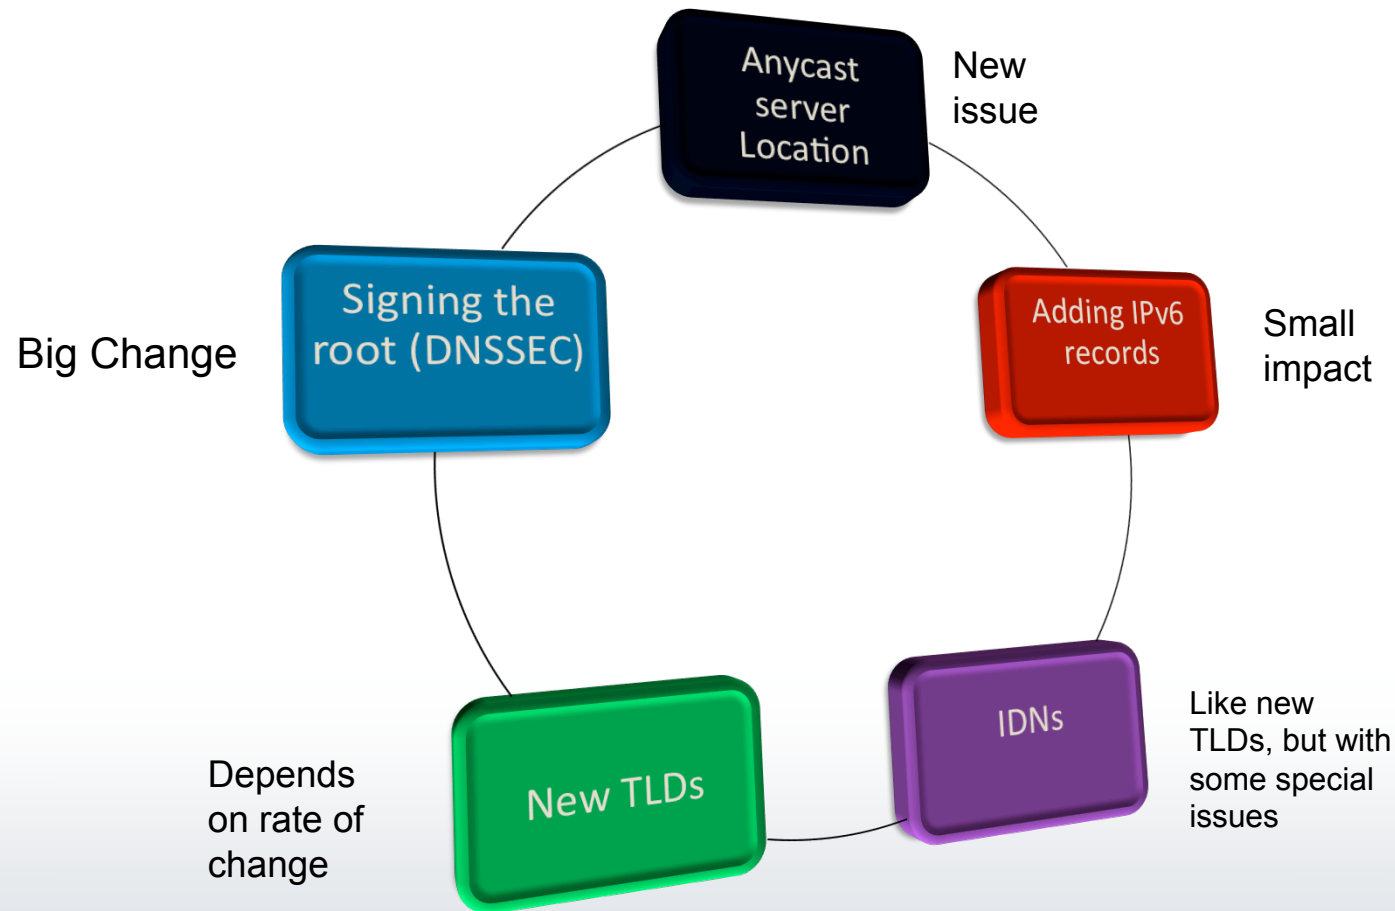 Anycast
server
Location
New
issue
Signing the
root (DNSSEC)
Big Change
Adding IPv6
records
Small
impact
IDNs
Like new
TLDs, but with
some special
issues
New TLDs
Depends
on rate of
change